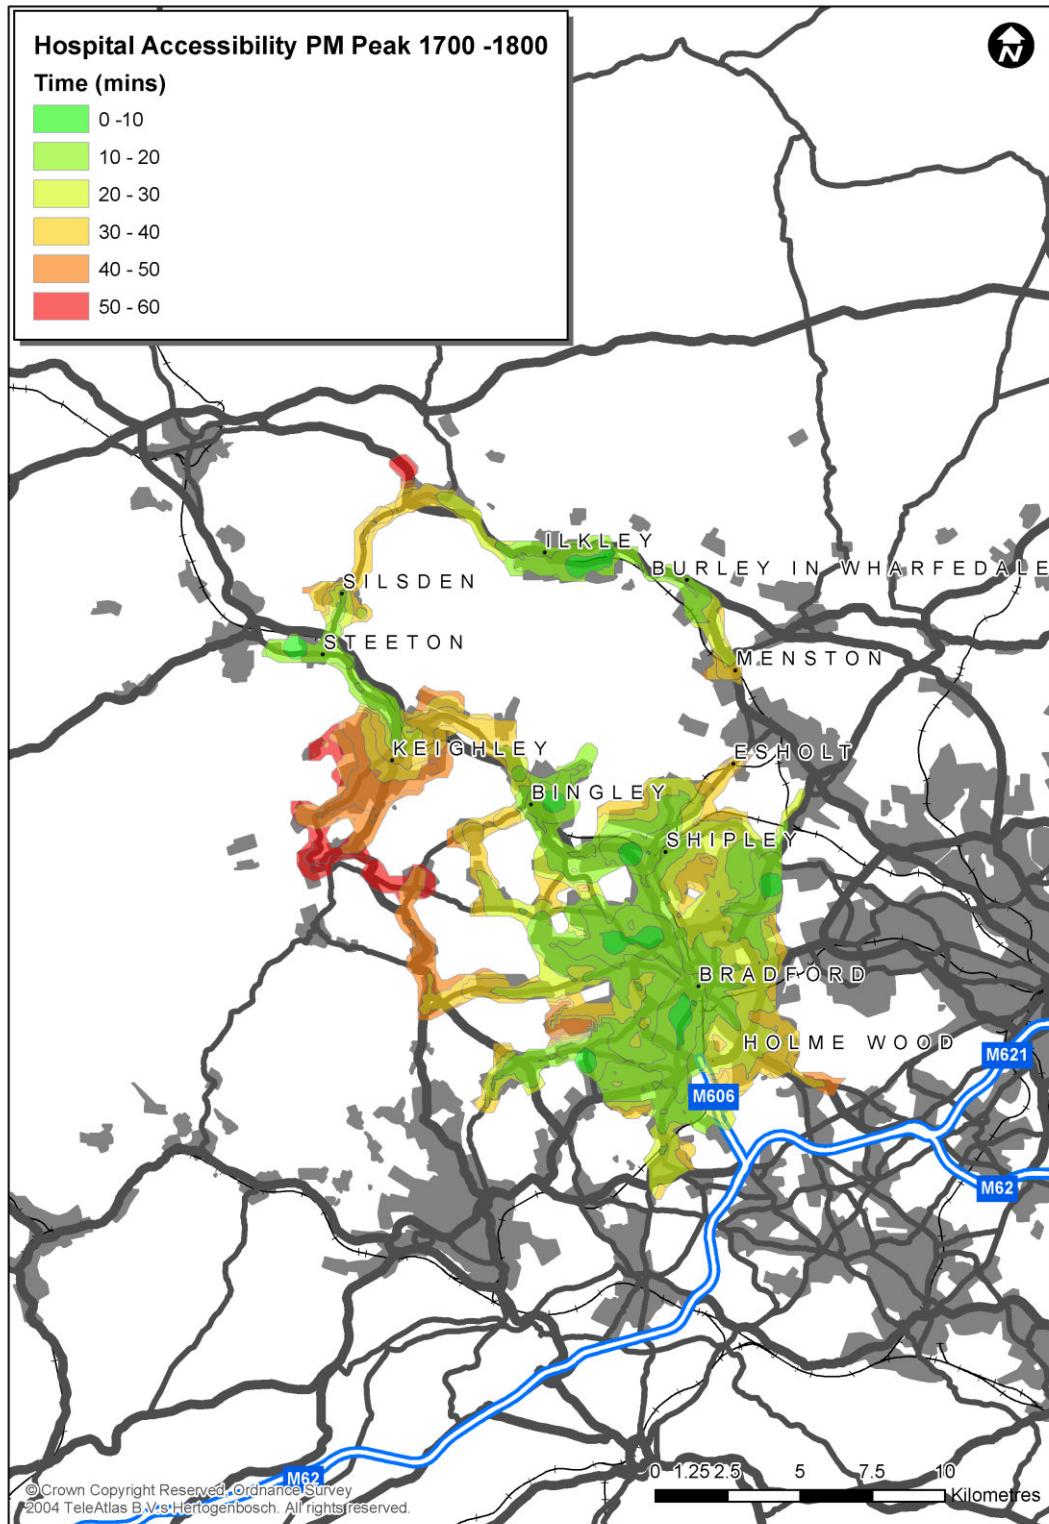 Hospital Accessibility PM Peak 1700 -1800
Time (mins)
0 -10
10 - 20
20 - 30
30 - 40
40 - 50
50 - 60
N
ILKLEY
BURLEY IN WHARFEDALE
SILSDEN
STEETON
MENSTON
KEIGHLEY
ESHOLT
BINGLEY
SHIPLEY
BRADFORD
HOLME WOOD
M621
M606
M62
M62
0 1.25 2.5 5 7.5 10
Kilometres
© Crown Copyright Reserved, Ordnance Survey
2004 TeleAtlas B.V.s Hertogenbosch. All rights reserved.